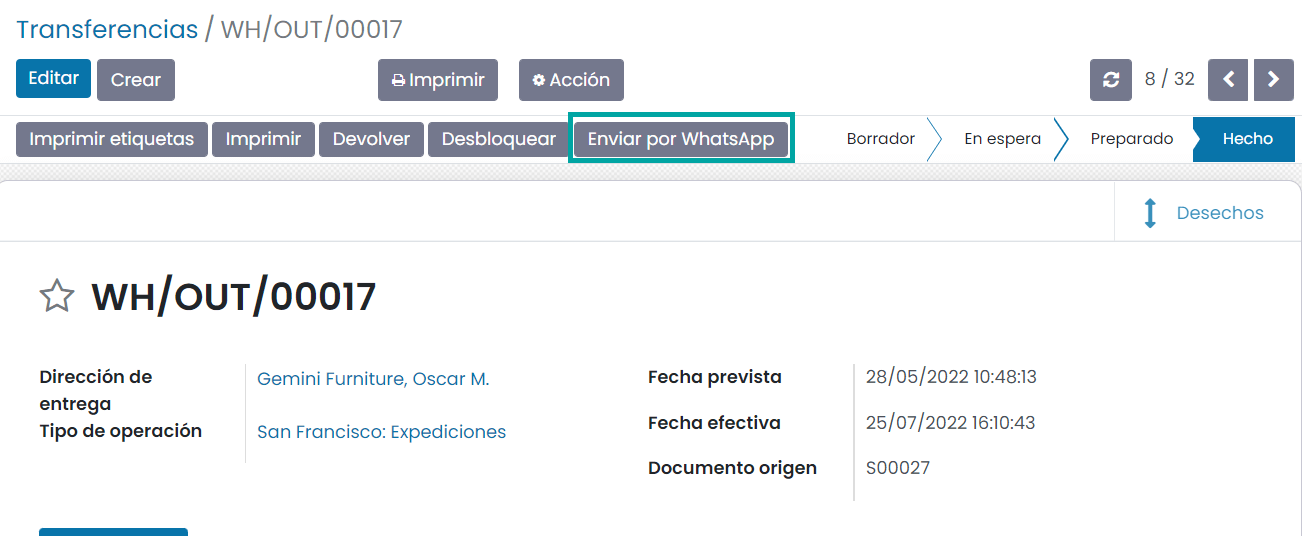 Transferencias / WH/OUT/00017
Editar Crear Imprimir Acción 8 / 32
Imprimir etiquetas Imprimir Devolver Desbloquear Enviar por WhatsApp Borrador En espera Preparado Hecho
Desechos
WH/OUT/00017
Dirección de entrega Gemini Furniture, Oscar M.
Tipo de operación San Francisco: Expediciones
Fecha prevista 28/05/2022 10:48:13
Fecha efectiva 25/07/2022 16:10:43
Documento origen S00027